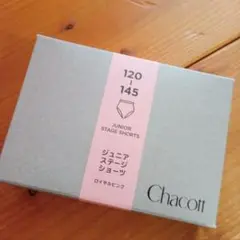 120
-
145
JUNIOR
STAGE SHORTS
ジュニア
ステージ
ショーツ
ロイヤルピンク
Chacott